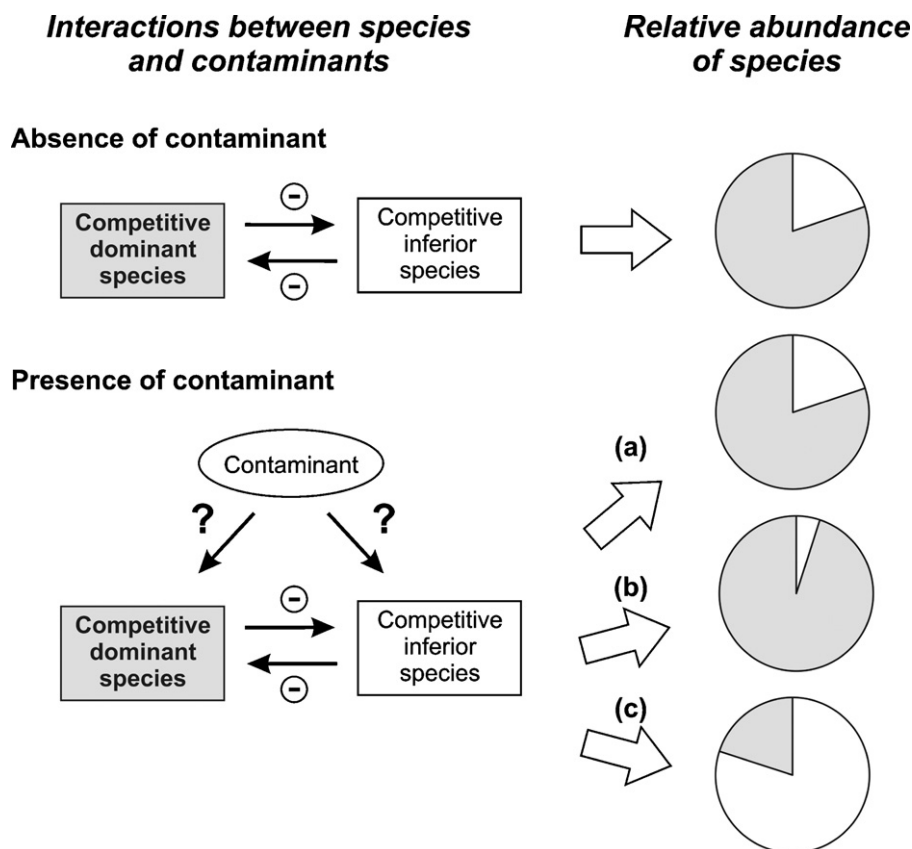 Interactions between species
and contaminants
Relative abundance
of species
Absence of contaminant
Competitive
dominant
species
-
-
Competitive
inferior
species
Presence of contaminant
Contaminant
?
?
Competitive
dominant
species
-
-
Competitive
inferior
species
(a)
(b)
(c)